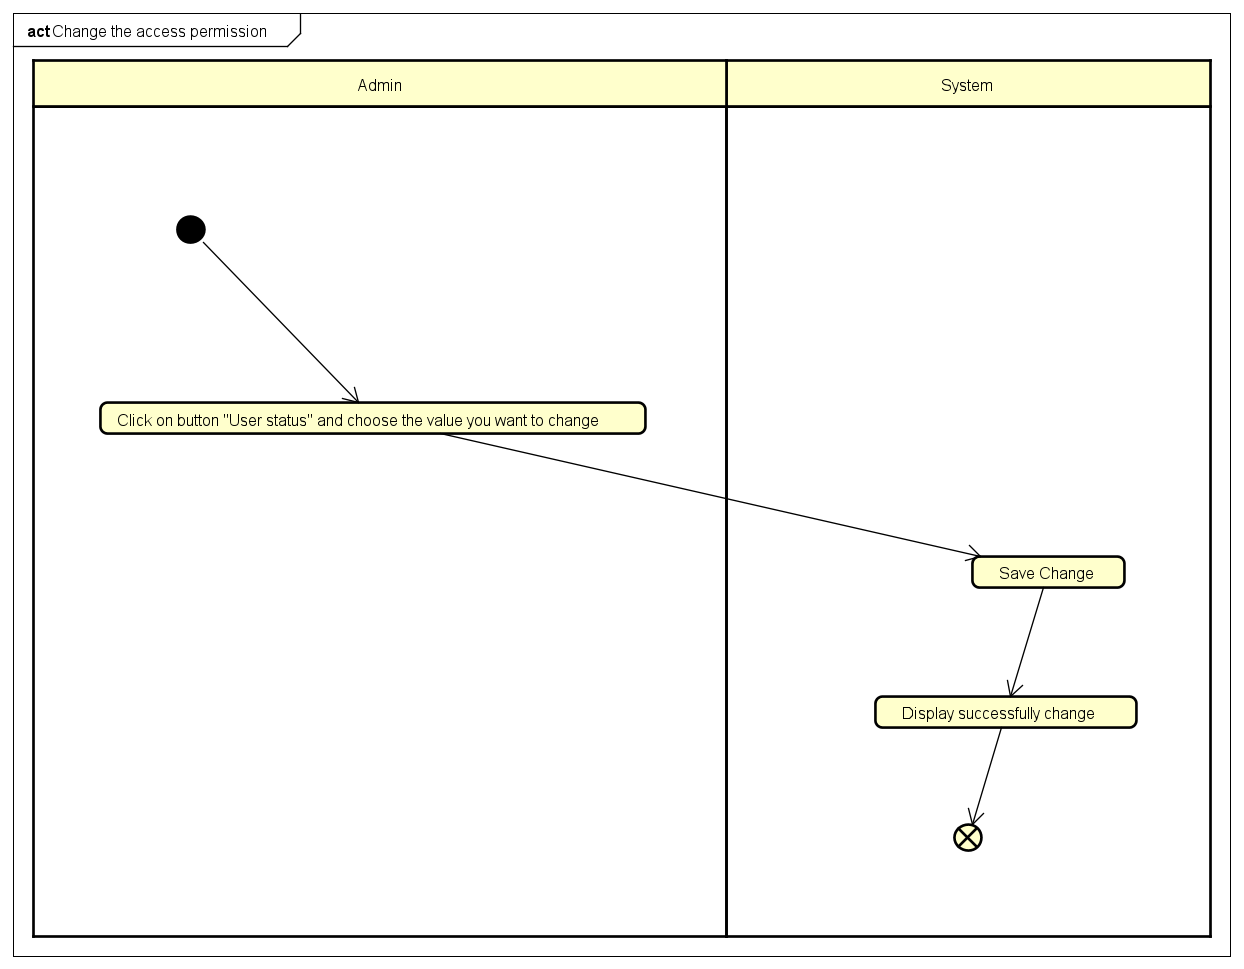 act Change the access permission
Admin
System
Click on button "User status" and choose the value you want to change
Save Change
Display successfully change